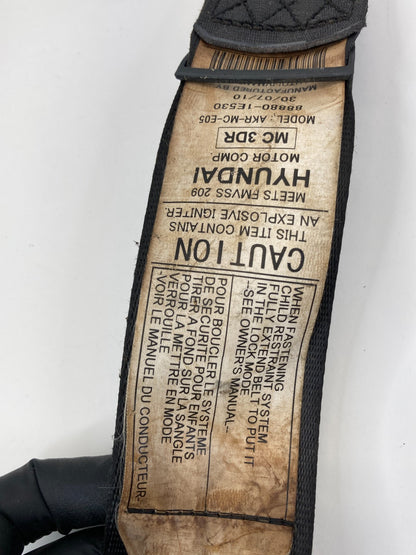 MANUFACTURED BY
30/07/10
88880-1E530
MODEL: AKR-MC-E05
MC 3DR
MOTOR COMP
HYUNDAI
MEETS FMVSS 209
AN EXPLOSIVE IGNITER.
THIS ITEM CONTAINS
CAUTION
WHEN FASTENING
CHILD RESTRAINT SYSTEM
FULLY EXTEND BELT TO PUT IT
IN THE LOCK MODE
-SEE OWNER'S MANUAL-
POUR BOUCLER LE SYSTEME
DE SECURITE POUR ENFANTS
TIRER A FOND SUR LA SANGLE
POUR LA METTRE EN MODE
VERROUILLE
-VOIR LE MANUEL DU CONDUCTEUR-